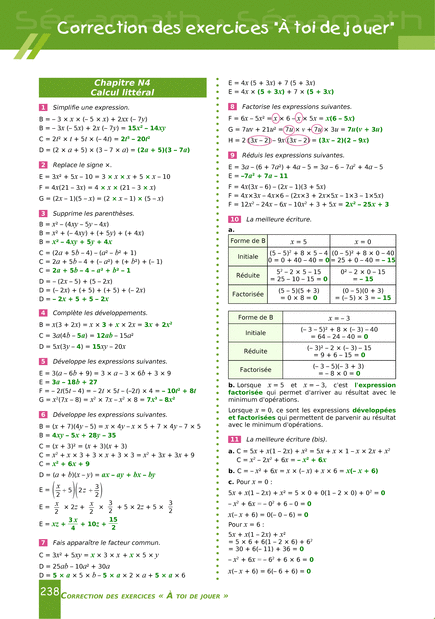 Correction des exercices "À toi de jouer"
Chapitre N4
Calcul littéral
1 Simplifie une expression.
B = – 3 × x × (– 5 × x) + 2xx (– 7y)
B = – 3x (– 5x) + 2x (– 7y) = 15x² – 14xy
C = 2t² × t + 5t × (– 4t) = 2t³ – 20t²
D = (2 × a + 5) × (3 – 7 × a) = (2a + 5)(3 – 7a)
2 Replace le signe ×.
E = 3x² + 5x – 10 = 3 × x × x + 5 × x – 10
F = 4x(21 – 3x) = 4 × x × (21 – 3 × x)
G = (2x – 1)(5 – x) = (2 × x – 1) × (5 – x)
3 Supprime les parenthèses.
B = x² – (4xy – 5y – 4x)
B = x² + (– 4xy) + (+ 5y) + (+ 4x)
B = x² – 4xy + 5y + 4x
C = (2a + 5b – 4) – (a² – b² + 1)
C = 2a + 5b – 4 + (– a²) + (+ b²) + (– 1)
C = 2a + 5b – 4 – a² + b² – 1
D = – (2x – 5) + (5 – 2x)
D = (– 2x) + (+ 5) + (+ 5) + (– 2x)
D = – 2x + 5 + 5 – 2x
4 Complète les développements.
B = x(3 + 2x) = x × 3 + x × 2x = 3x + 2x²
C = 3a(4b – 5a) = 12ab – 15a²
D = 5x(3y – 4) = 15xy – 20x
5 Développe les expressions suivantes.
E = 3(a – 6b + 9) = 3 × a – 3 × 6b + 3 × 9
E = 3a – 18b + 27
F = – 2t(5t – 4) = – 2t × 5t – (–2t) × 4 = – 10t² + 8t
G = x²(7x – 8) = x² × 7x – x² × 8 = 7x³ – 8x²
6 Développe les expressions suivantes.
B = (x + 7)(4y – 5) = x × 4y – x × 5 + 7 × 4y – 7 × 5
B = 4xy – 5x + 28y – 35
C = (x + 3)² = (x + 3)(x + 3)
C = x² + x × 3 + 3 × x + 3 × 3 = x² + 3x + 3x + 9
C = x² + 6x + 9
D = (a + b)(x – y) = ax – ay + bx – by
E = (x/2 + 5)(2z + 3/2)
E = x/2 × 2z + x/2 × 3/2 + 5 × 2z + 5 × 3/2
E = xz + 3x/4 + 10z + 15/2
7 Fais apparaître le facteur commun.
C = 3x² + 5xy = x × 3 × x + x × 5 × y
D = 25ab – 10a² + 30a
D = 5 × a × 5 × b – 5 × a × 2 × a + 5 × a × 6
E = 4x (5 + 3x) + 7 (5 + 3x)
E = 4x × (5 + 3x) + 7 × (5 + 3x)
8 Factorise les expressions suivantes.
F = 6x – 5x² = x × 6 – x × 5x = x(6 – 5x)
G = 7uv + 21u² = 7u × v + 7u × 3u = 7u(v + 3u)
H = 2 (3x – 2) – 9x (3x – 2) = (3x – 2)(2 – 9x)
9 Réduis les expressions suivantes.
E = 3a – (6 + 7a²) + 4a – 5 = 3a – 6 – 7a² + 4a – 5
E = –7a² + 7a – 11
F = 4x(3x – 6) – (2x – 1)(3 + 5x)
F = 4x×3x – 4x×6 – (2x×3 + 2x×5x – 1×3 – 1×5x)
F = 12x² – 24x – 6x – 10x² + 3 + 5x = 2x² – 25x + 3
10 La meilleure écriture.
a.
Forme de B x = 5 x = 0
Initiale (5 – 5)² + 8 × 5 – 40 + 0 + 40 – 40 = 0 (0 – 5)² + 8 × 0 – 40 = 25 + 0 – 40 = – 15
Réduite 5² – 2 × 5 – 15 = 25 – 10 – 15 = 0 0² – 2 × 0 – 15 = – 15
Factorisée (5 – 5)(5 + 3) = 0 × 8 = 0 (0 – 5)(0 + 3) = (– 5) × 3 = – 15
Forme de B x = – 3
Initiale (– 3 – 5)² + 8 × (– 3) – 40 = 64 – 24 – 40 = 0
Réduite (– 3)² – 2 × (– 3) – 15 = 9 + 6 – 15 = 0
Factorisée (– 3 – 5)(– 3 + 3) = – 8 × 0 = 0
b. Lorsque x = 5 et x = – 3, c'est l'expression
factorisée qui permet d'arriver au résultat avec le
minimum d'opérations.
Lorsque x = 0, ce sont les expressions développées
et factorisées qui permettent de parvenir au résultat
avec le minimum d'opérations.
11 La meilleure écriture (bis).
a. C = 5x + x(1 – 2x) + x² = 5x + x × 1 – x × 2x + x²
C = x² – 2x² + 6x = – x² + 6x
b. C = – x² + 6x = x × (– x) + x × 6 = x(– x + 6)
c. Pour x = 0 :
5x + x(1 – 2x) + x² = 5 × 0 + 0(1 – 2 × 0) + 0² = 0
– x² + 6x = – 0² + 6 – 0 = 0
x(– x + 6) = 0(– 0 – 6) = 0
Pour x = 6 :
5x + x(1 – 2x) + x²
= 5 × 6 + 6(1 – 2 × 6) + 6²
= 30 + 6(– 11) + 36 = 0
– x² + 6x = – 6² + 6 × 6 = 0
x(– x + 6) = 6(– 6 + 6) = 0
238 CORRECTION DES EXERCICES « À TOI DE JOUER »